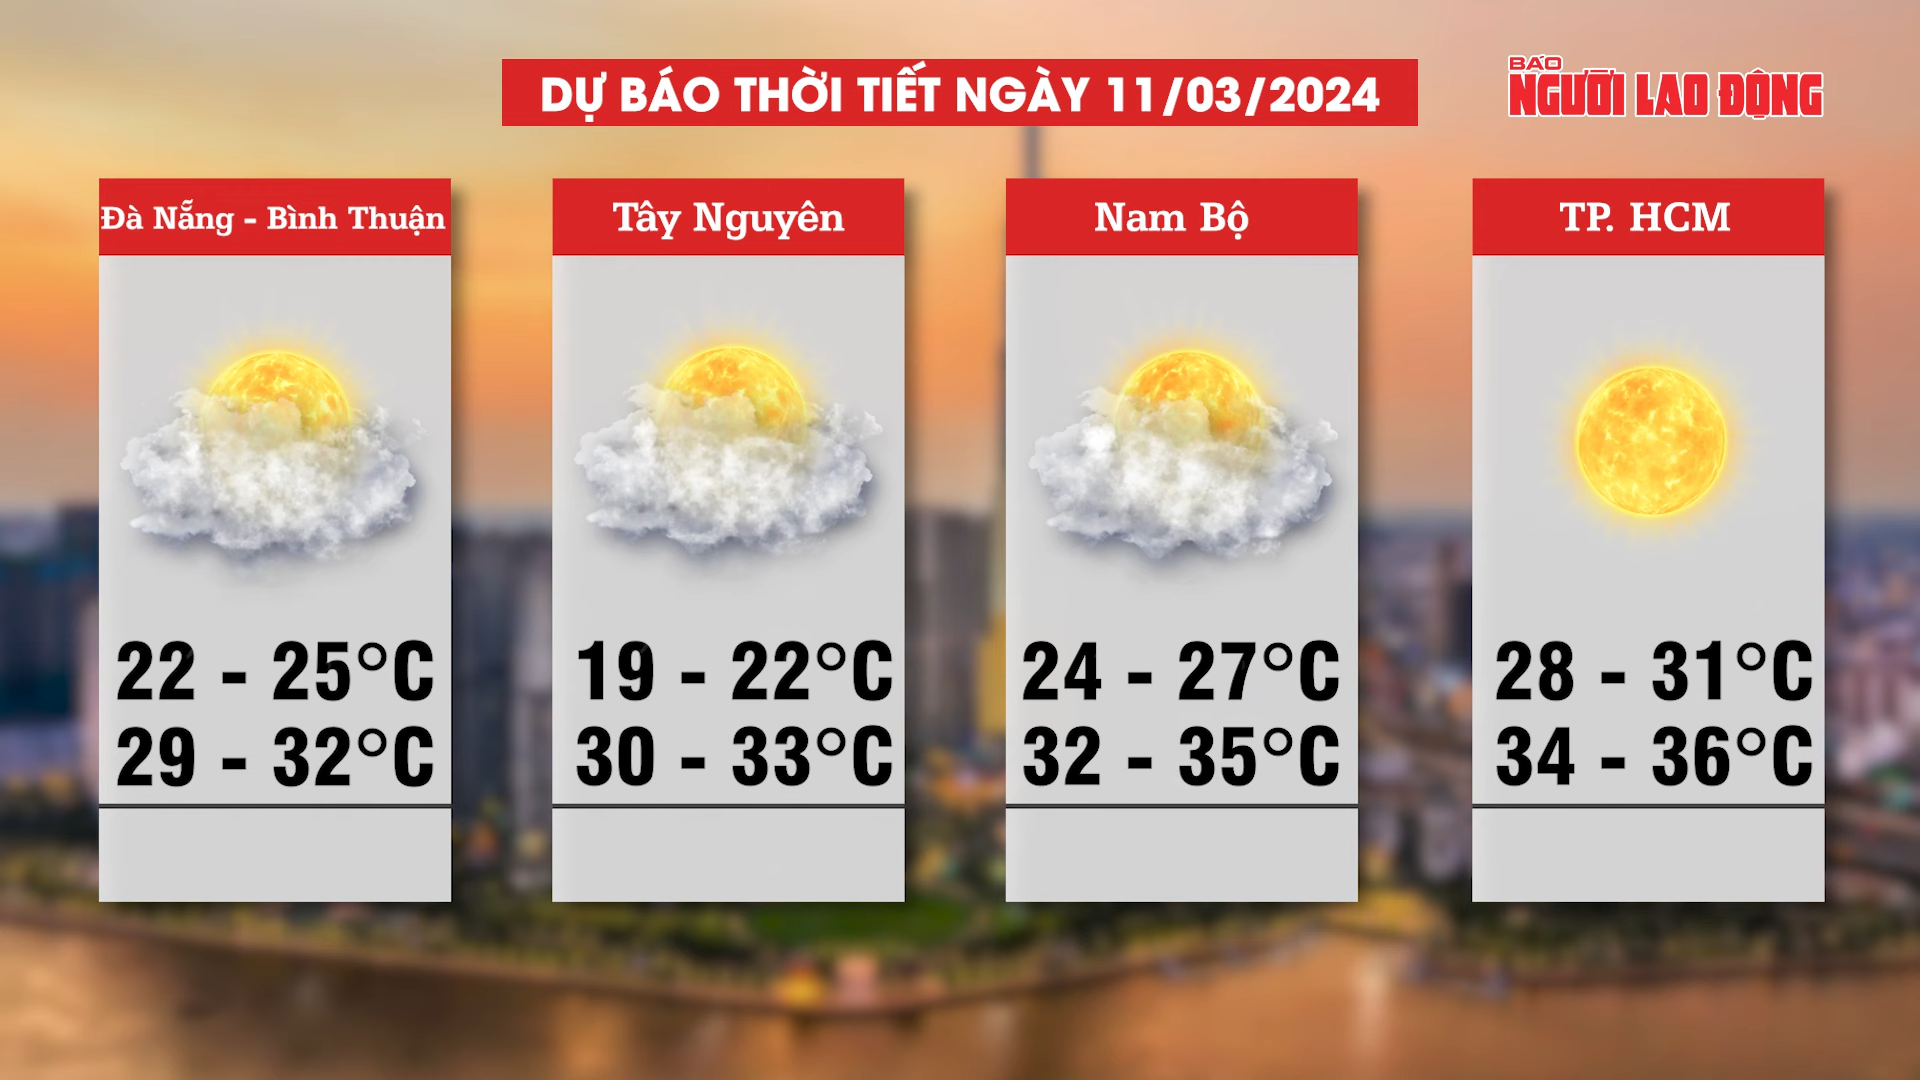 DỰ BÁO THỜI TIẾT NGÀY 11/03/2024
BÁO
NGƯỜI LAO ĐỘNG
Đà Nẵng - Bình Thuận
22 - 25°C
29 - 32°C
Tây Nguyên
19 - 22°C
30 - 33°C
Nam Bộ
24 - 27°C
32 - 35°C
TP. HCM
28 - 31°C
34 - 36°C